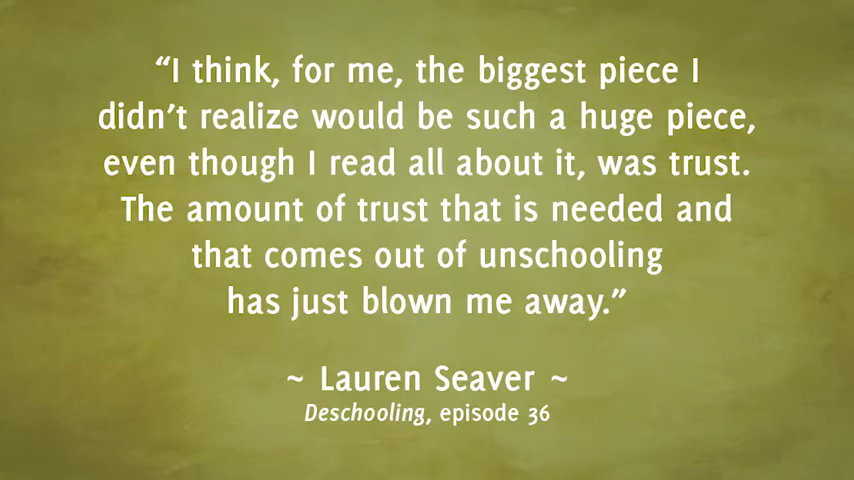 “I think, for me, the biggest piece I
didn’t realize would be such a huge piece,
even though I read all about it, was trust.
The amount of trust that is needed and
that comes out of unschooling
has just blown me away.”
~ Lauren Seaver ~
Deschooling, episode 36